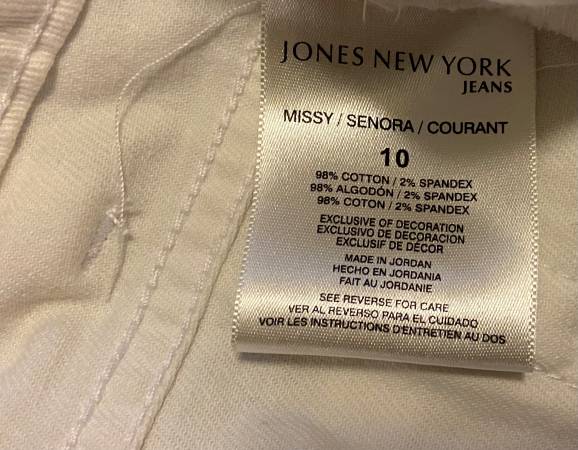 JONES NEW YORK
JEANS
MISSY / SENORA / COURANT
10
98% COTTON / 2% SPANDEX
98% ALGODÓN / 2% SPANDEX
98% COTON / 2% SPANDEX
EXCLUSIVE OF DECORATION
EXCLUSIVO DE DECORACION
EXCLUSIF DE DÉCOR
MADE IN JORDAN
HECHO EN JORDANIA
FAIT AU JORDANIE
SEE REVERSE FOR CARE
VER AL REVERSO PARA EL CUIDADO
VOIR LES INSTRUCTIONS D'ENTRETIEN AU DOS